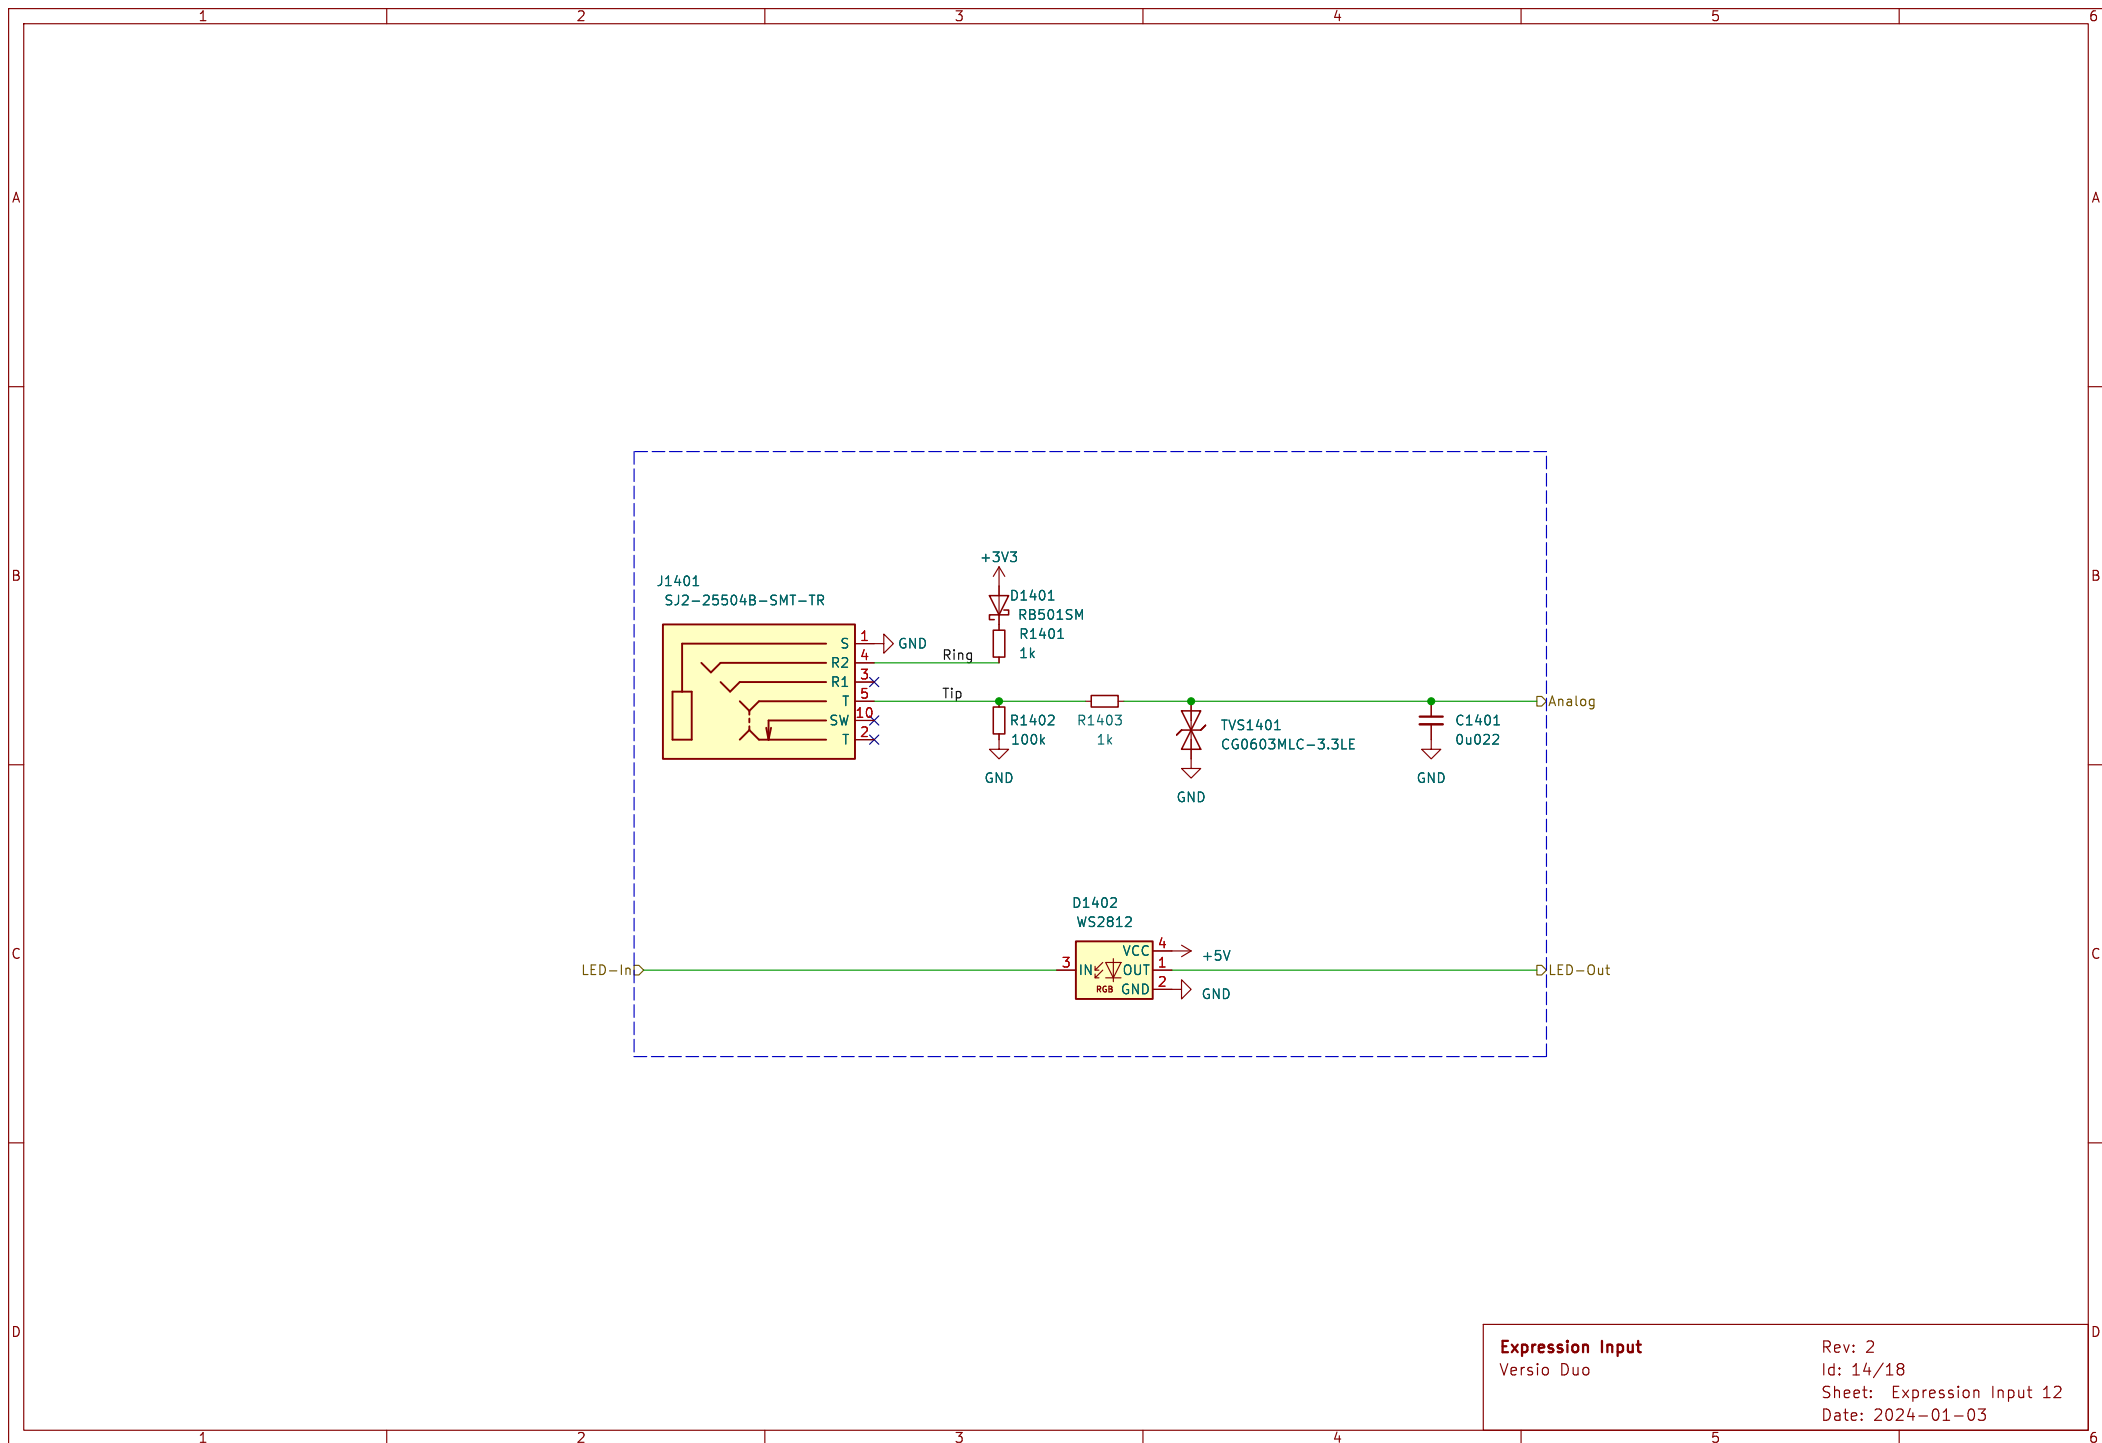 1 2 3 4 5 6
A A
B B
C C
D D
+3V3
J1401
SJ2-25504B-SMT-TR
D1401
RB501SM
R1401
1k
S 1 GND
R2 4 Ring
R1 3
T 5 Tip
SW 10
T 2
R1402
100k
GND
R1403
1k
TVS1401
CG0603MLC-3.3LE
GND
C1401
0u022
GND
Analog
D1402
WS2812
VCC 4 +5V
LED-In 3 IN OUT 1 LED-Out
RGB GND 2 GND
Expression Input
Versio Duo
Rev: 2
Id: 14/18
Sheet: Expression Input 12
Date: 2024-01-03
1 2 3 4 5 6